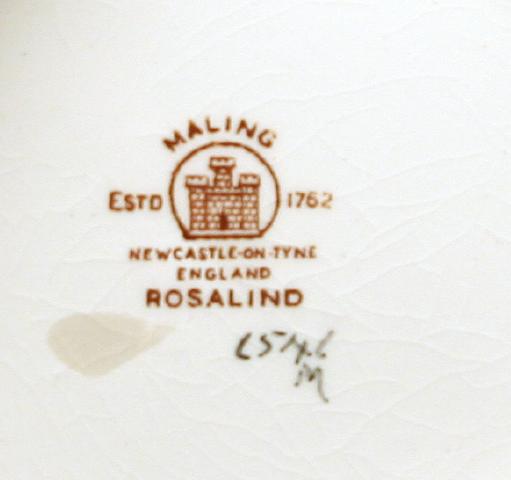 MALING
ESTD 1762
NEWCASTLE-ON-TYNE
ENGLAND
ROSALIND
M